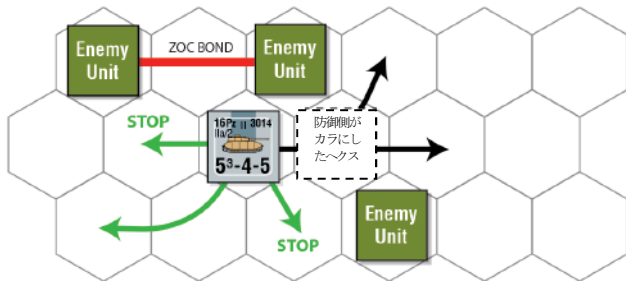 Enemy
Unit
ZOC BOND
Enemy
Unit
STOP
16Pz II 3014
IIa/2
5³-4-5
防御側が
カラにし
たヘクス
STOP
Enemy
Unit